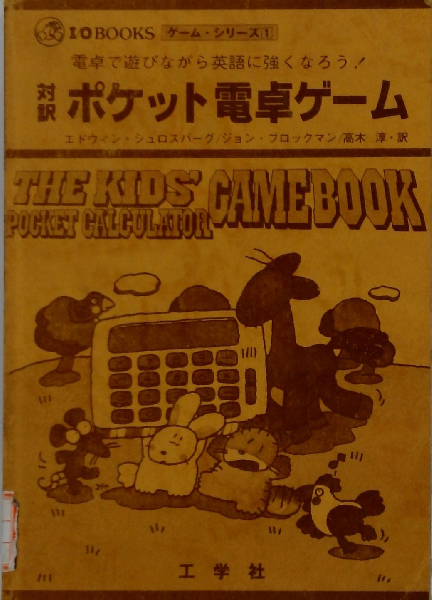 I・O BOOKS ゲーム・シリーズ1
電卓で遊びながら英語に強くなろう!
対訳 ポケット電卓ゲーム
エドウィン・シュロスバーグ/ジョン・ブロックマン/高木 淳・訳
THE KIDS' GAME BOOK
POCKET CALCULATOR
工学社